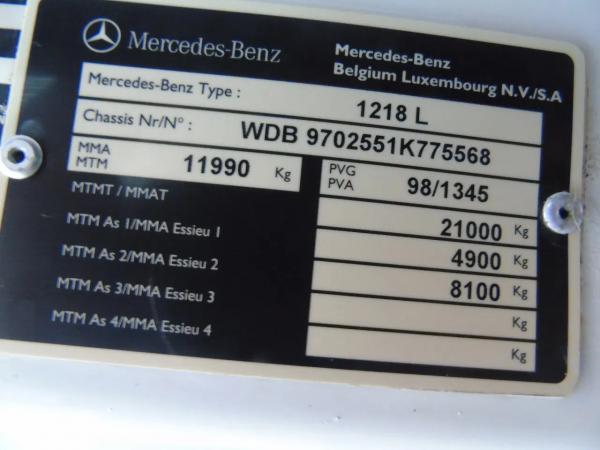 Mercedes-Benz
Mercedes-Benz
Belgium Luxembourg N.V./S.A
Mercedes-Benz Type : 1218 L
Chassis Nr/N° : WDB 9702551K775568
MMA
MTM 11990 Kg
PVG
PVA 98/1345
MTMT / MMAT 21000 Kg
MTM As 1/MMA Essieu 1 4900 Kg
MTM As 2/MMA Essieu 2 8100 Kg
MTM As 3/MMA Essieu 3 Kg
MTM As 4/MMA Essieu 4 Kg